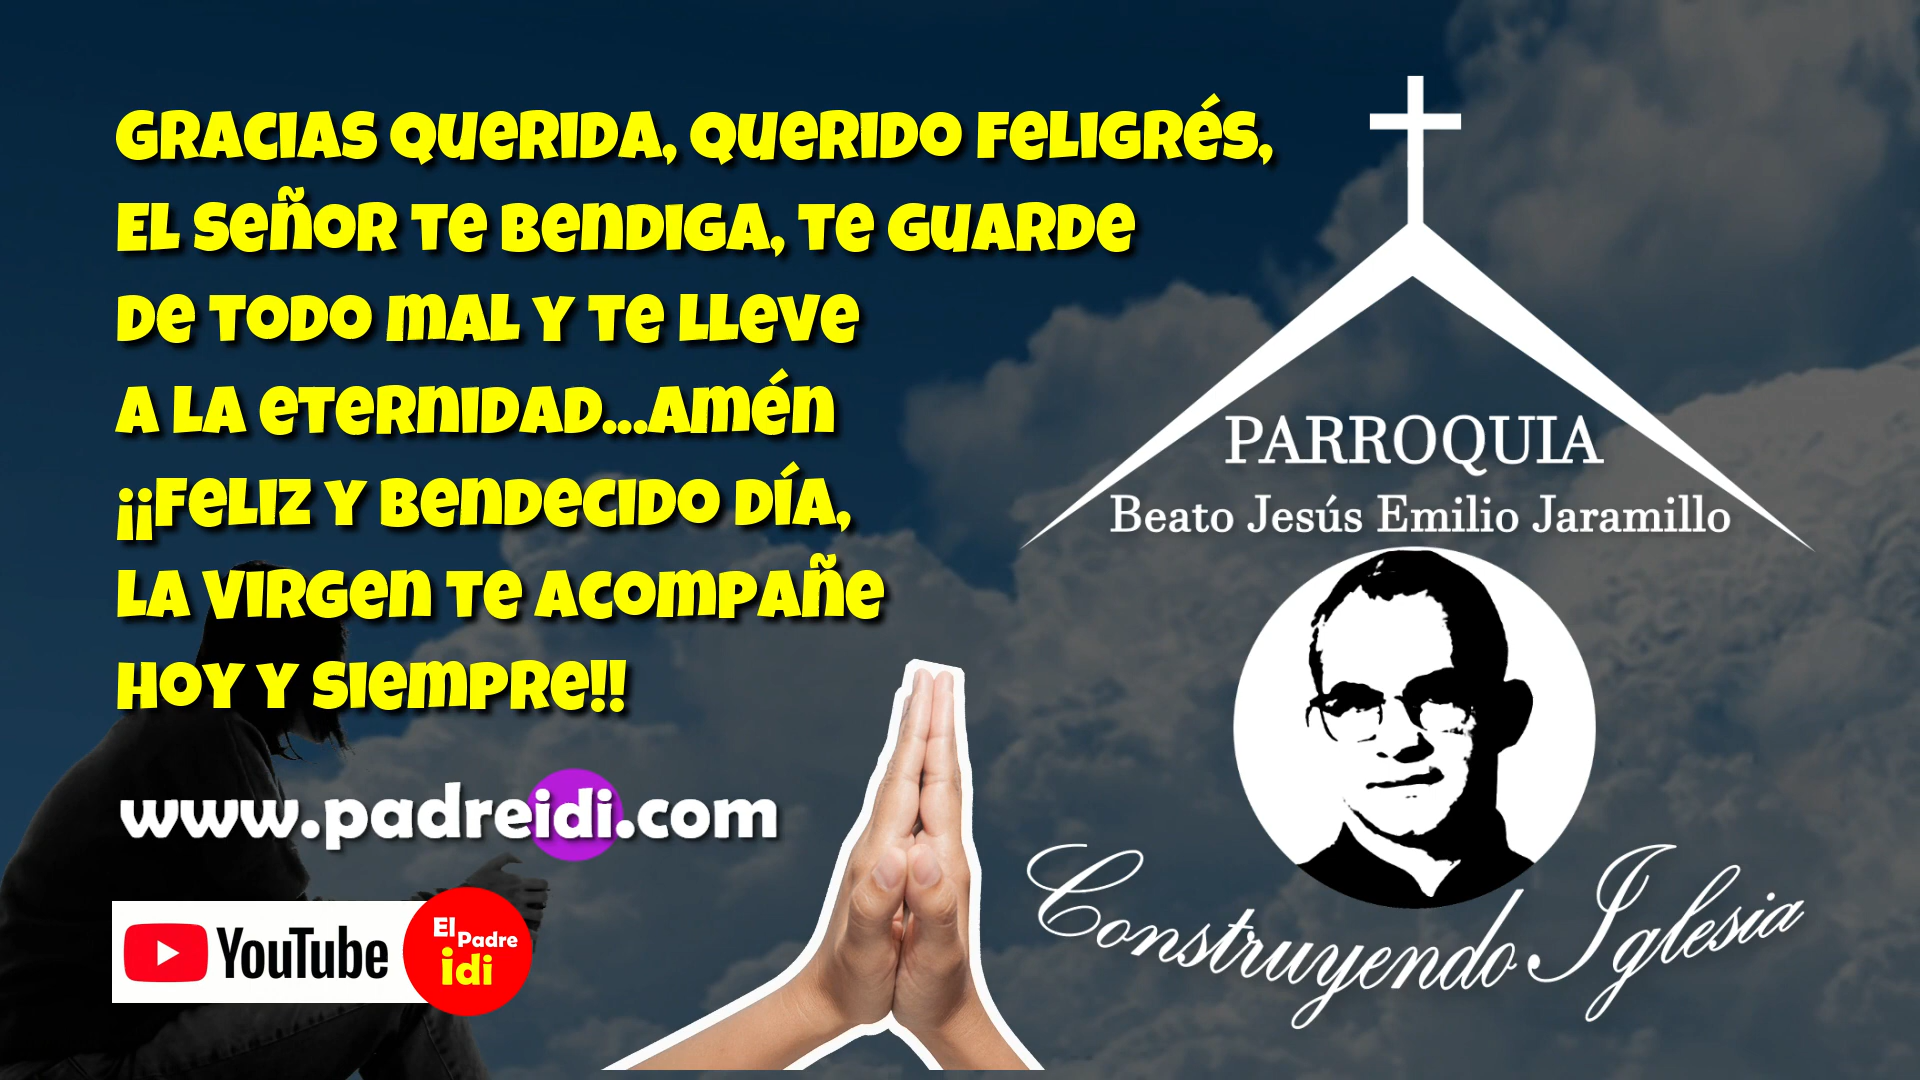 GRACIAS QUERIDA, QUERIDO FELIGRÉS,
EL SEÑOR TE BENDIGA, TE GUARDE
DE TODO MAL Y TE LLEVE
A LA ETERNIDAD...AMÉN
¡¡FELIZ Y BENDECIDO DÍA,
LA VIRGEN TE ACOMPAÑE
HOY Y SIEMPRE!!
www.padreidi.com
YouTube
El Padre
idi
PARROQUIA
Beato Jesús Emilio Jaramillo
Construyendo Iglesia